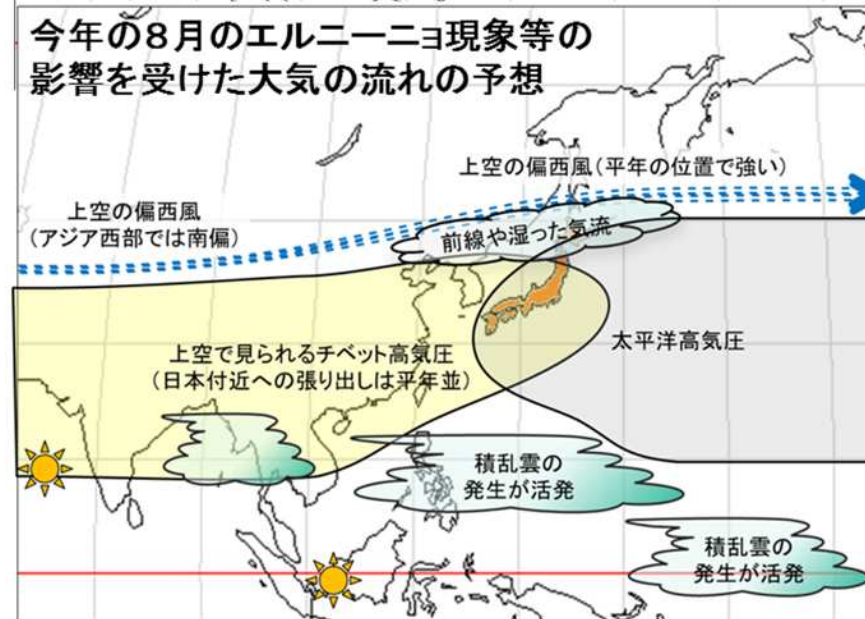 今年の８月のエルニーニョ現象等の
影響を受けた大気の流れの予想
上空の偏西風（平年の位置で強い）
上空の偏西風
（アジア西部では南偏）
前線や湿った気流
上空で見られるチベット高気圧
（日本付近への張り出しは平年並）
太平洋高気圧
積乱雲の
発生が活発
積乱雲の
発生が活発